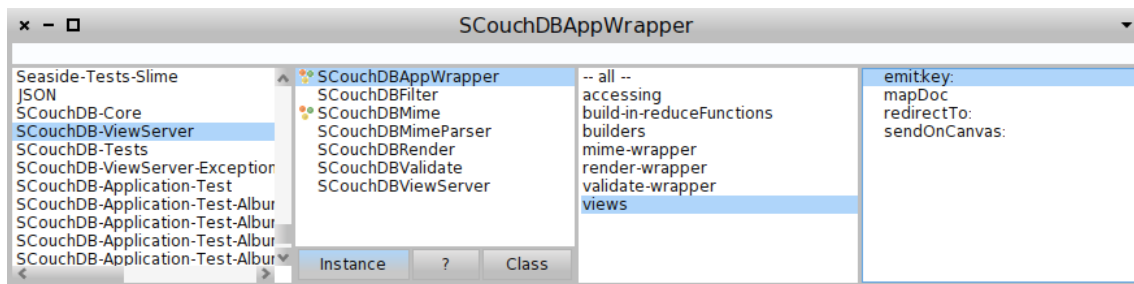 SCouchDBAppWrapper
Seaside-Tests-Slime
JSON
SCouchDB-Core
SCouchDB-ViewServer
SCouchDB-Tests
SCouchDB-ViewServer-Exception
SCouchDB-Application-Test
SCouchDB-Application-Test-Albur
SCouchDB-Application-Test-Albur
SCouchDB-Application-Test-Albur
SCouchDB-Application-Test-Albur
SCouchDBAppWrapper
SCouchDBFilter
SCouchDBMime
SCouchDBMimeParser
SCouchDBRender
SCouchDBValidate
SCouchDBViewServer
Instance ? Class
-- all --
accessing
build-in-reduceFunctions
builders
mime-wrapper
render-wrapper
validate-wrapper
views
emit:key:
mapDoc
redirectTo:
sendOnCanvas: